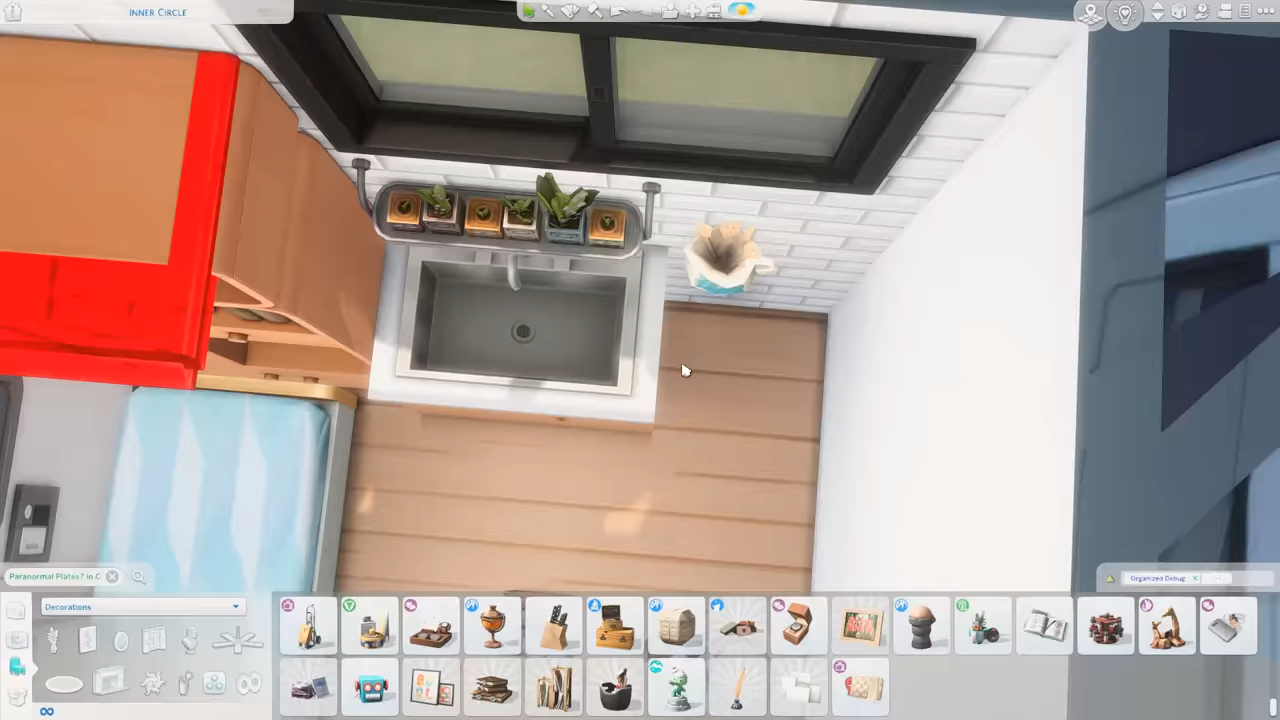 INNER CIRCLE
Paranormal Plates? in C
Organized Debug
Decorations